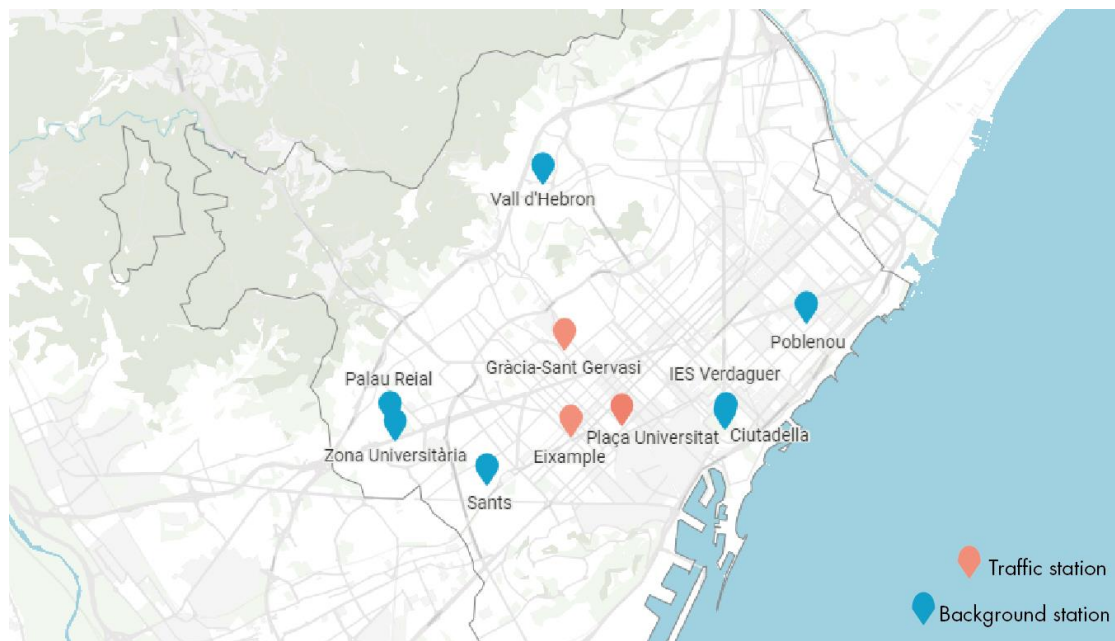 Vall d'Hebron
Poblenou
Gràcia-Sant Gervasi
IES Verdaguer
Palau Reial
Plaça Universitat
Ciutadella
Zona Universitària
Eixample
Sants
Traffic station
Background station